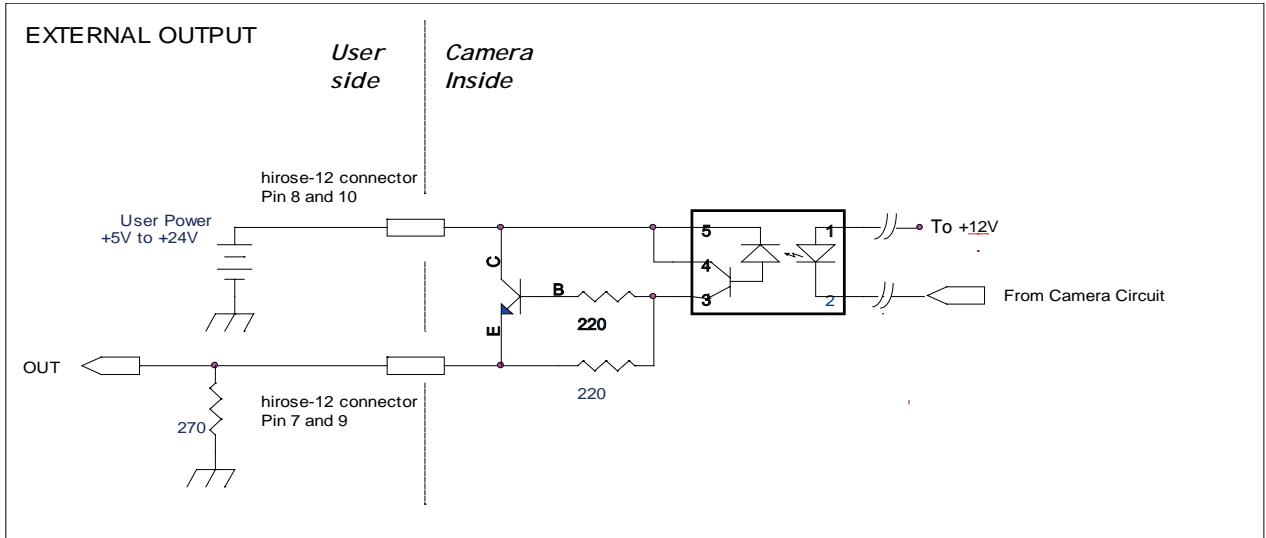 EXTERNAL OUTPUT
User
side
Camera
Inside
hirose-12 connector
Pin 8 and 10
User Power
+5V to +24V
C
B
E
220
220
5
4
3
1
2
To +12V
From Camera Circuit
OUT
270
hirose-12 connector
Pin 7 and 9